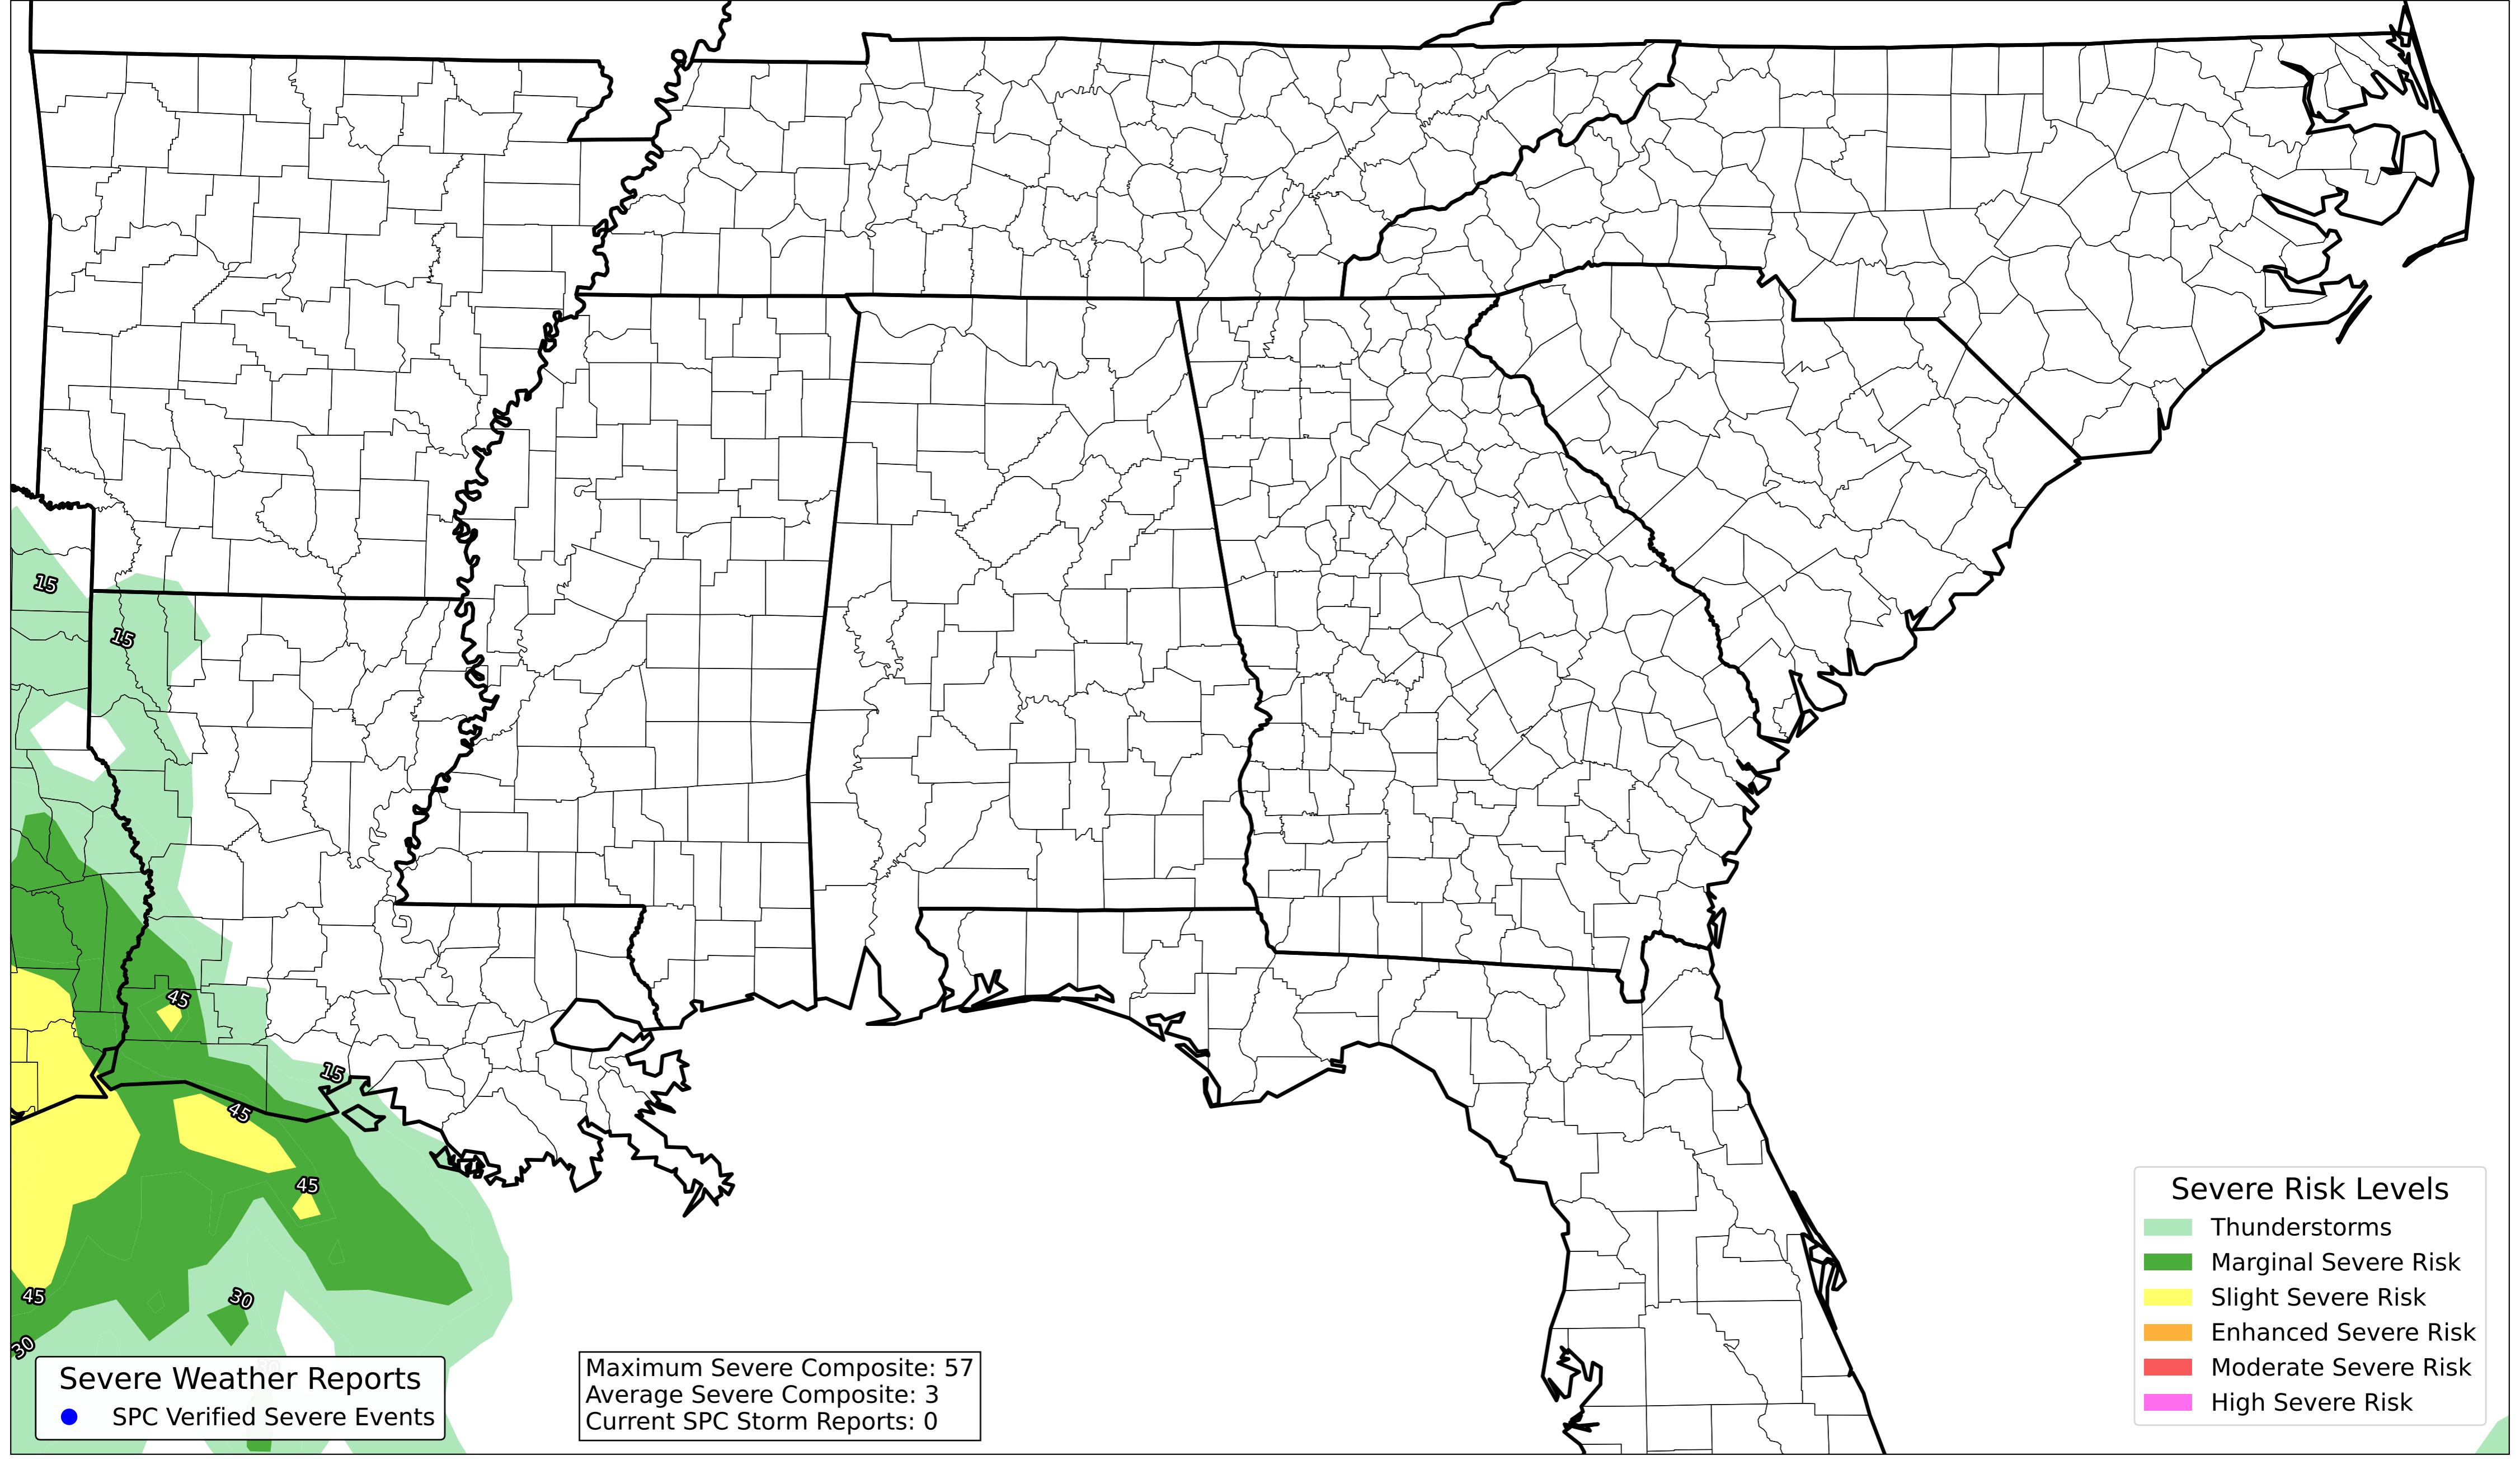 15
15
45
15
45
45
45
30
30
Severe Weather Reports
SPC Verified Severe Events
Maximum Severe Composite: 57
Average Severe Composite: 3
Current SPC Storm Reports: 0
Severe Risk Levels
Thunderstorms
Marginal Severe Risk
Slight Severe Risk
Enhanced Severe Risk
Moderate Severe Risk
High Severe Risk